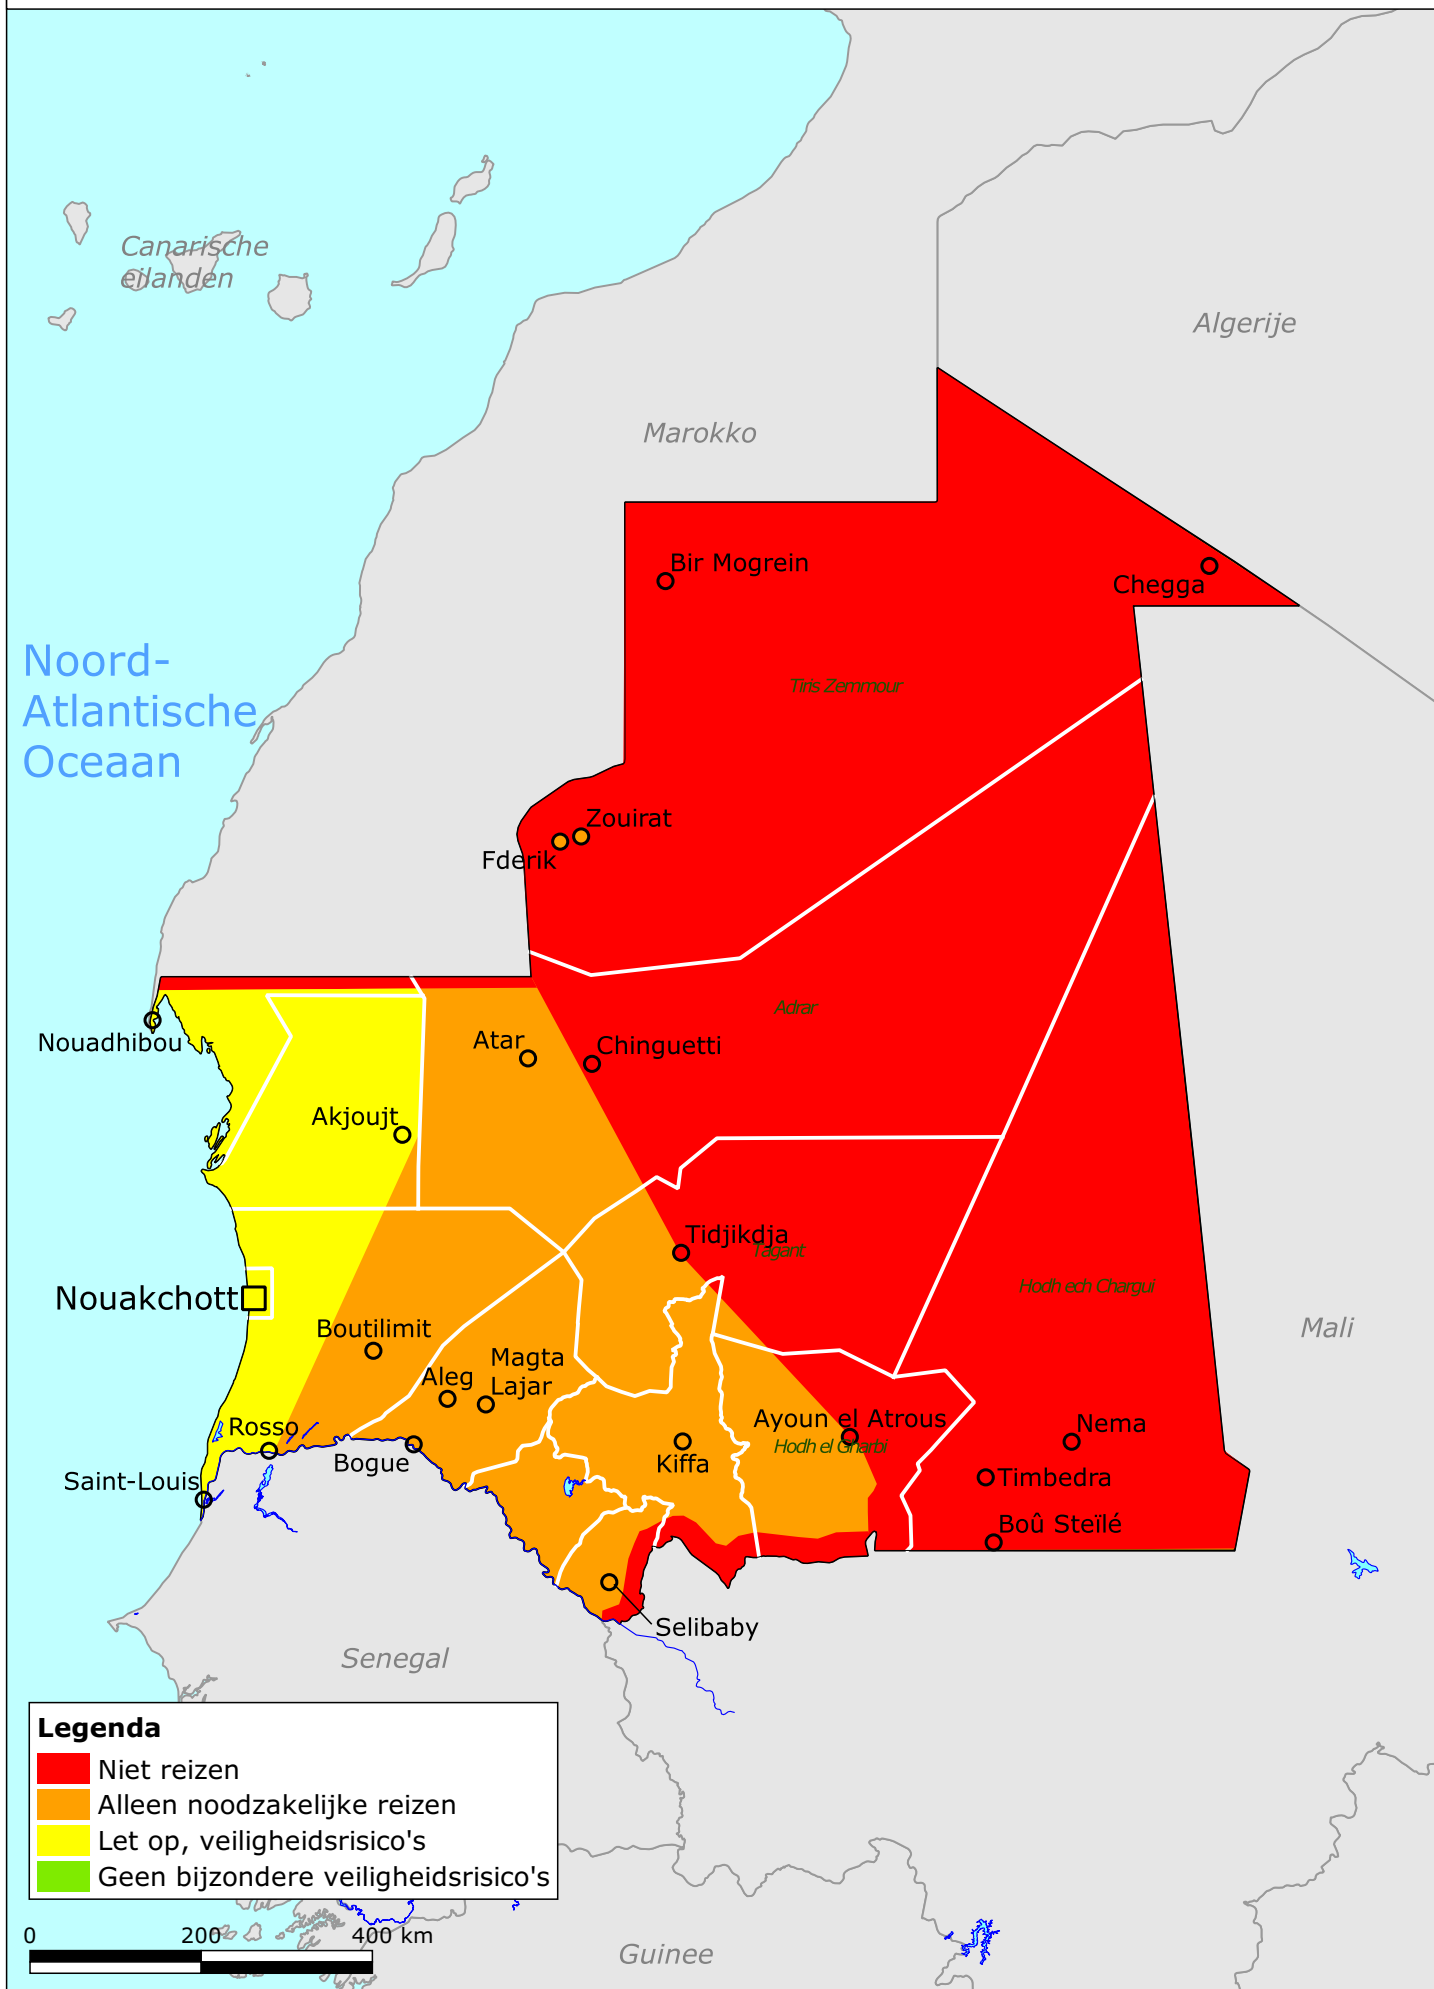 Canarische
eilanden
Algerije
Marokko
Bir Mogrein
Chegga
Noord-
Atlantische
Oceaan
Tiris Zemmour
Zouirat
Fderik
Adrar
Nouadhibou
Atar
Chinguetti
Akjoujt
Tidjikdja
Tagant
Hodh ech Chargui
Nouakchott
Boutilimit
Mali
Magta
Lajar
Aleg
Rosso
Ayoun el Atrous
Nema
Hodh el Gharbi
Bogue
Kiffa
Timbedra
Saint-Louis
Boû Steïlé
Selibaby
Senegal
Legenda
Niet reizen
Alleen noodzakelijke reizen
Let op, veiligheidsrisico's
Geen bijzondere veiligheidsrisico's
0 200 400 km
Guinee